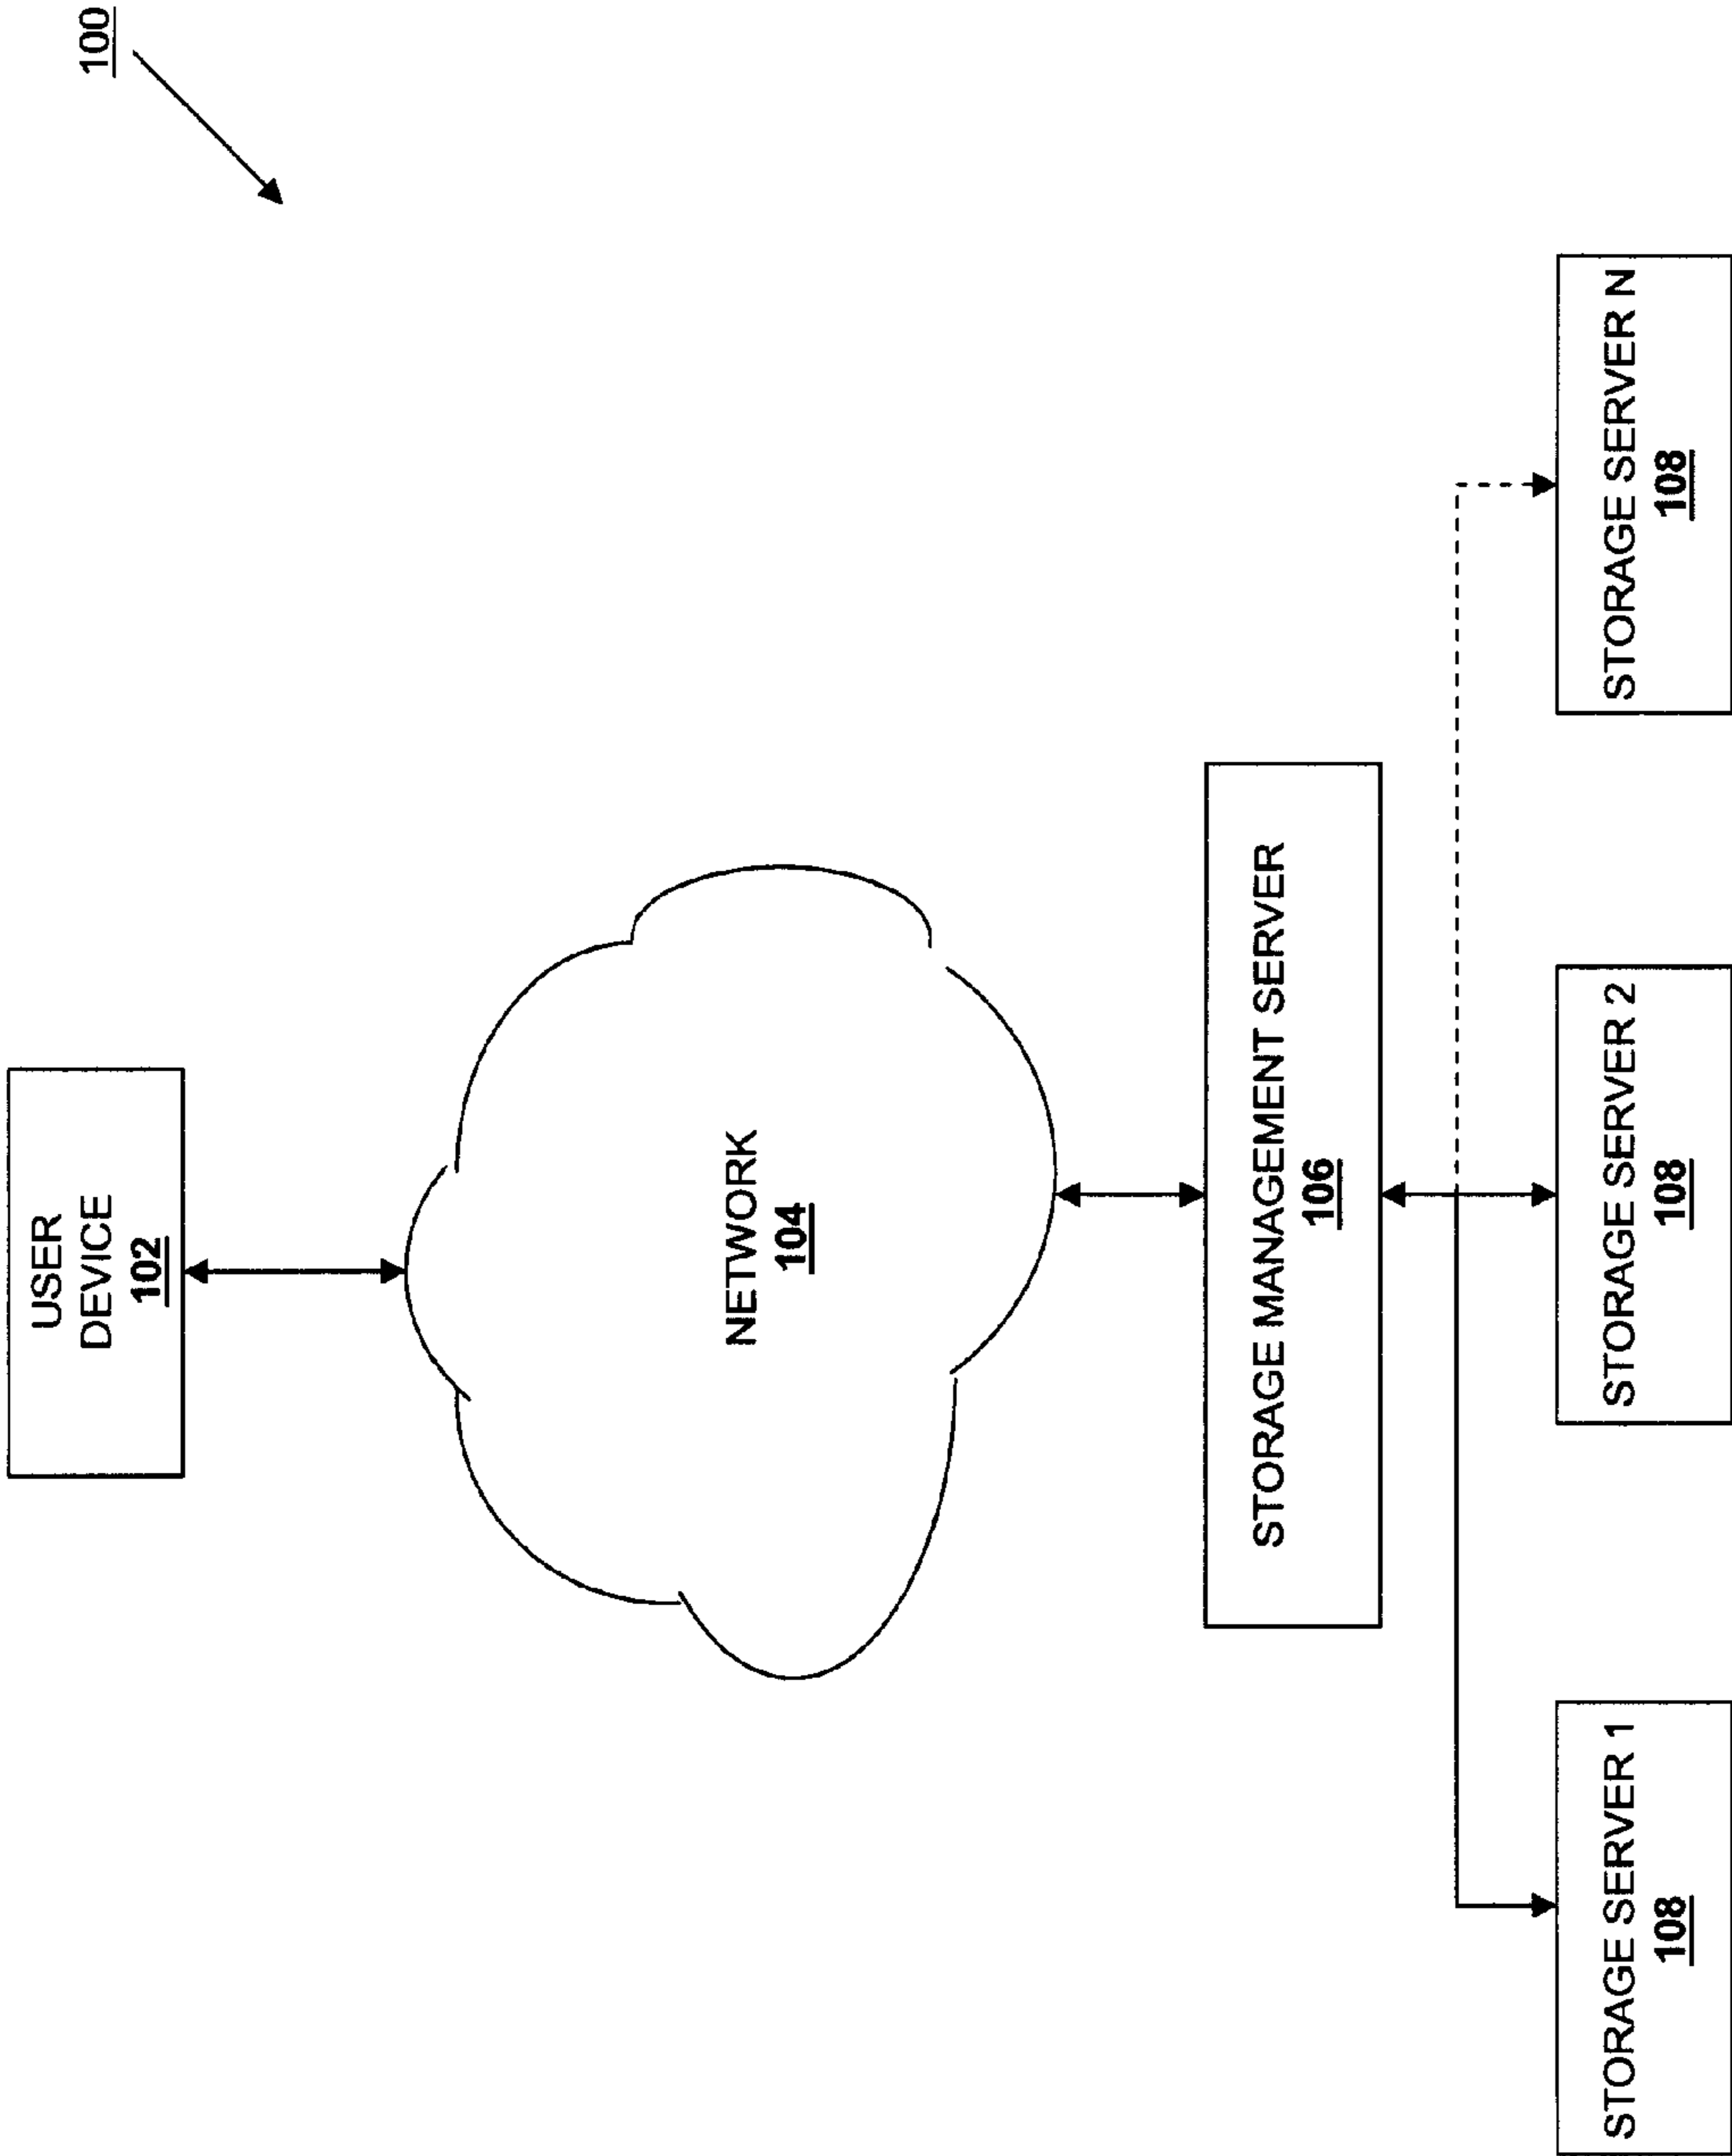 100
USER
DEVICE
102
NETWORK
104
STORAGE MANAGEMENT SERVER
106
STORAGE SERVER 1
108
STORAGE SERVER 2
108
STORAGE SERVER N
108